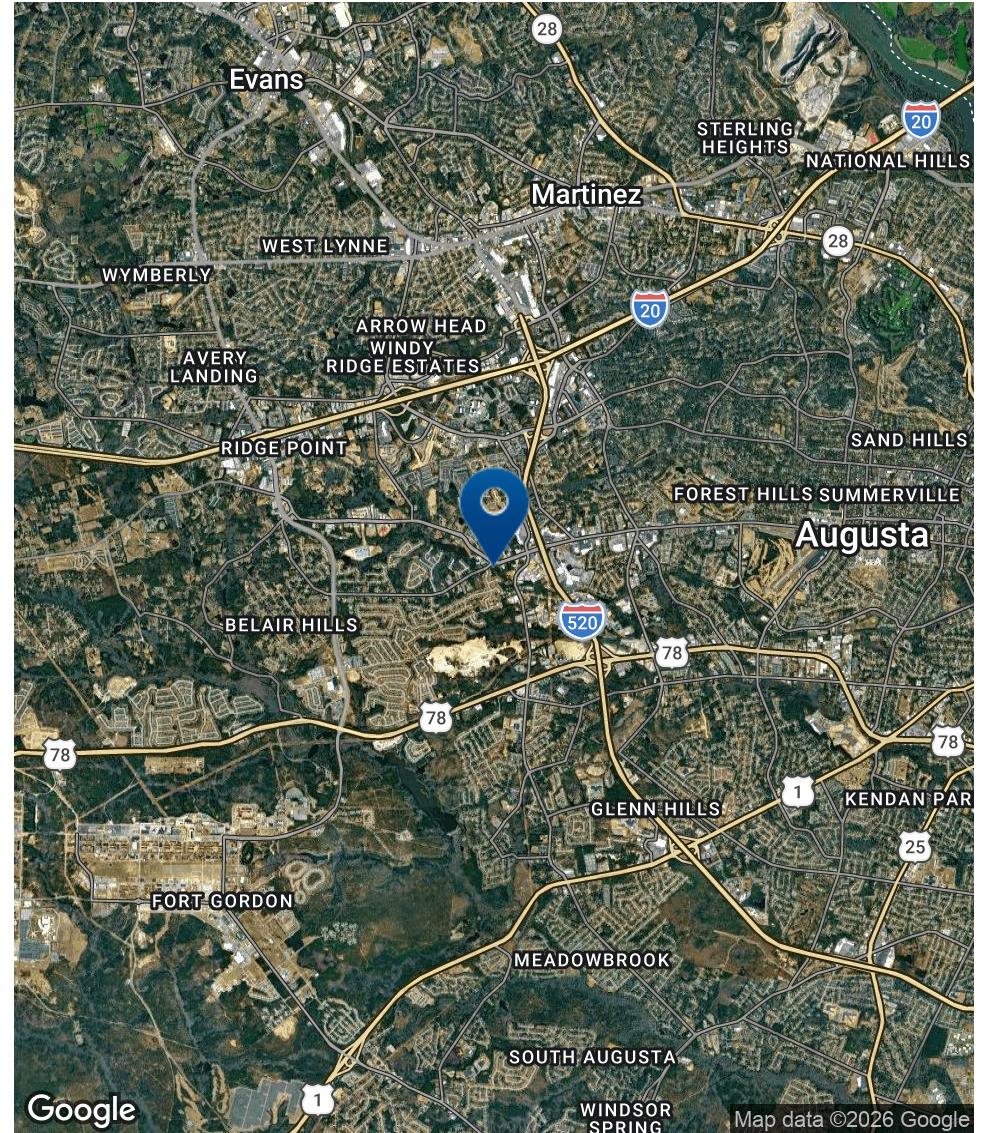 28
Evans
20
STERLING
HEIGHTS
NATIONAL HILLS
Martinez
28
WEST LYNNE
WYMBERLY
20
ARROW HEAD
WINDY
RIDGE ESTATES
AVERY
LANDING
RIDGE POINT
SAND HILLS
FOREST HILLS
SUMMERVILLE
Augusta
BELAIR HILLS
520
78
78
78
78
1
GLENN HILLS
KENDAN PAR
25
FORT GORDON
MEADOWBROOK
SOUTH AUGUSTA
1
Google
WINDSOR
SPRING
Map data ©2026 Google